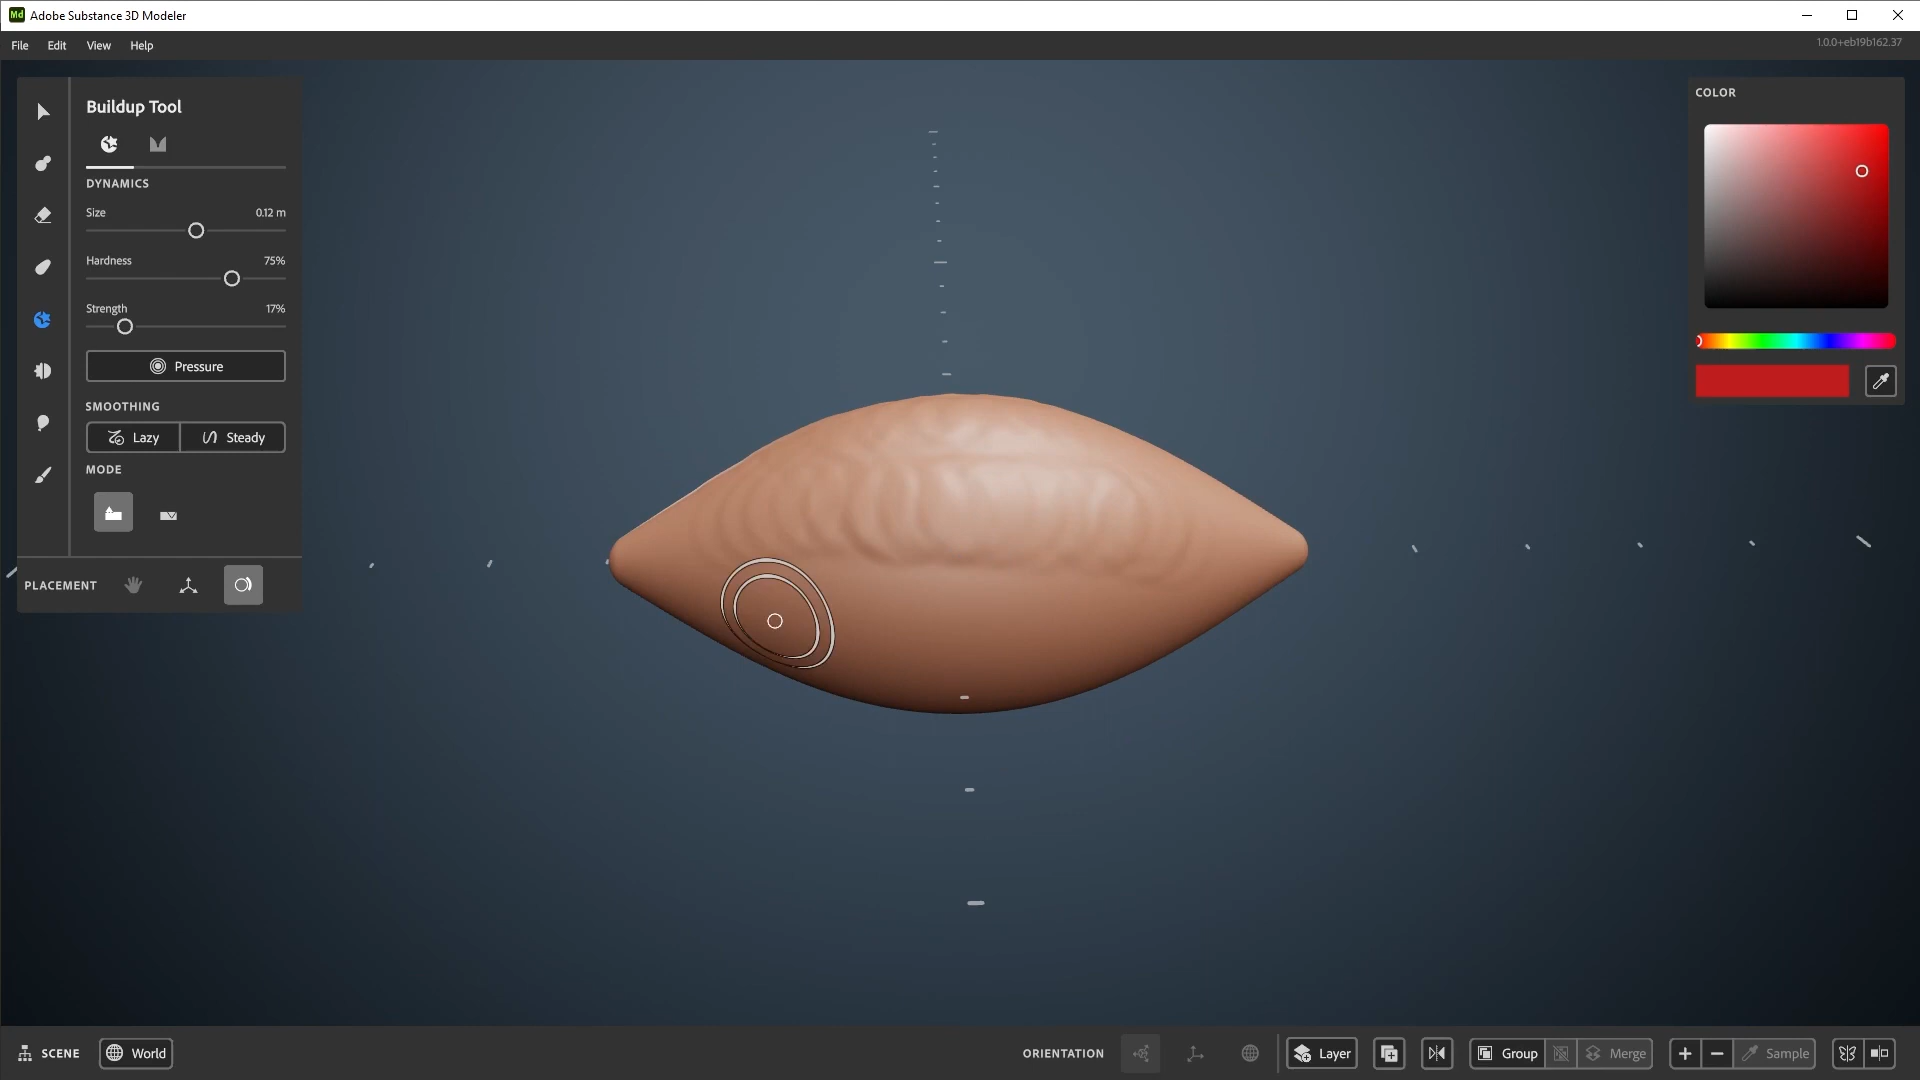 Md Adobe Substance 3D Modeler
File Edit View Help
1.0.0+eb19b162.37
Buildup Tool
DYNAMICS
Size 0.12 m
Hardness 75%
Strength 17%
Pressure
SMOOTHING
Lazy Steady
MODE
PLACEMENT
COLOR
SCENE World ORIENTATION Layer Group Merge Sample